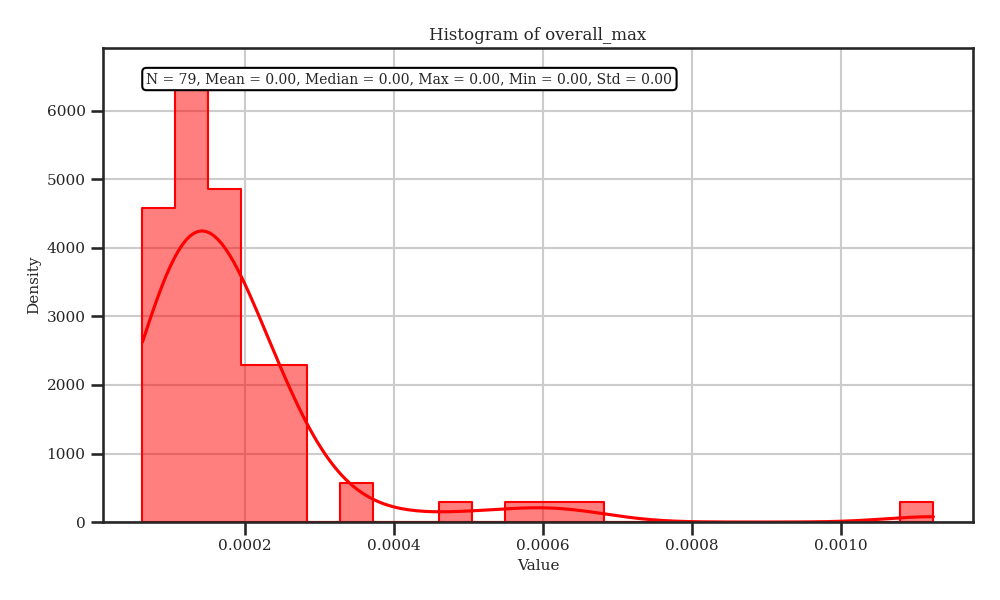 Histogram of overall_max
N = 79, Mean = 0.00, Median = 0.00, Max = 0.00, Min = 0.00, Std = 0.00
6000
5000
4000
3000
2000
1000
0
Density
0.0002 0.0004 0.0006 0.0008 0.0010
Value